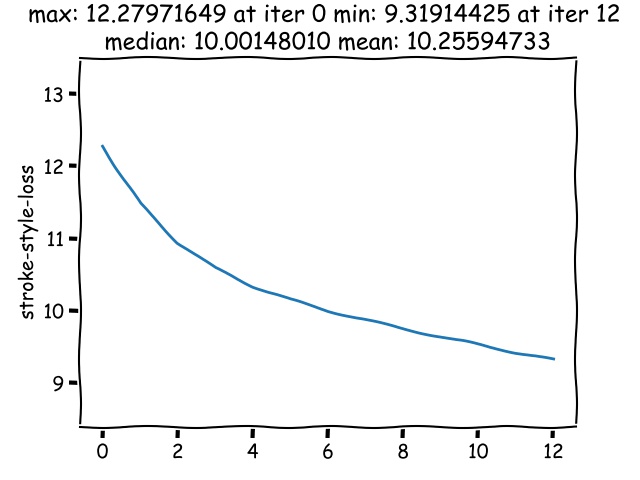 max: 12.27971649 at iter 0 min: 9.31914425 at iter 12
median: 10.00148010 mean: 10.25594733
stroke-style-loss
13
12
11
10
9
0 2 4 6 8 10 12